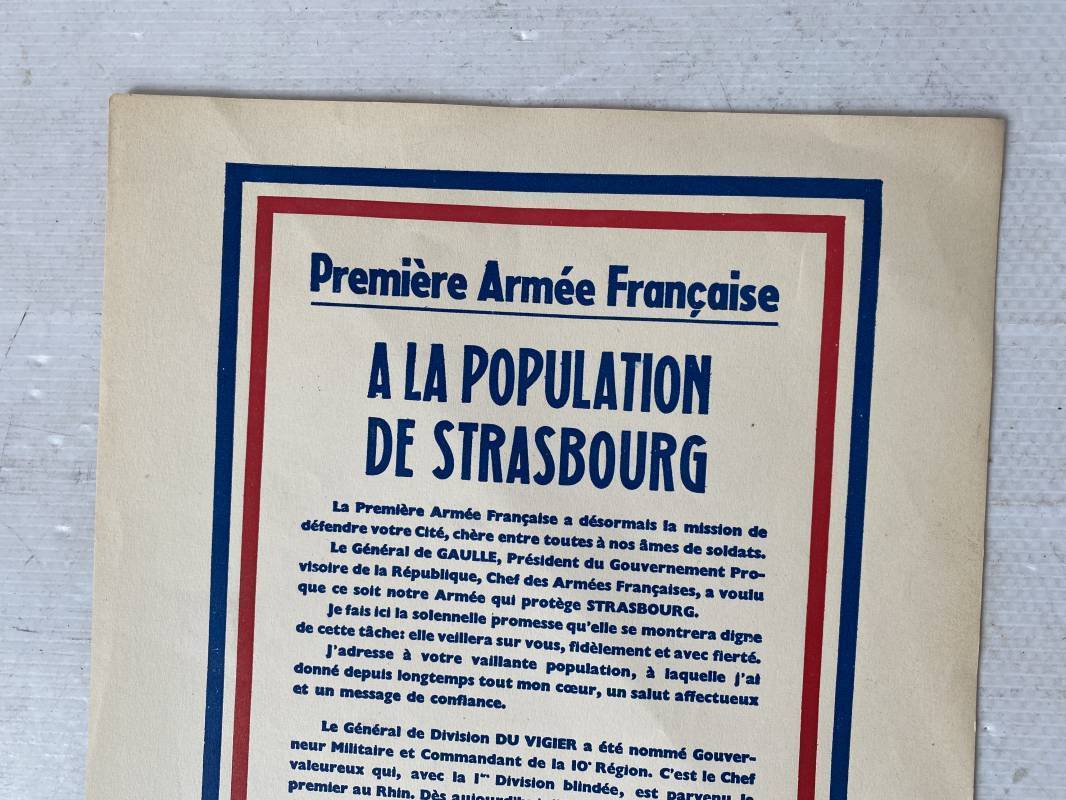 Première Armée Française
A LA POPULATION
DE STRASBOURG
La Première Armée Française a désormais la mission de
défendre votre Cité, chère entre toutes à nos âmes de soldats.
Le Général de GAULLE, Président du Gouvernement Pro-
visoire de la République, Chef des Armées Françaises, a voulu
que ce soit notre Armée qui protège STRASBOURG.
Je fais ici la solennelle promesse qu'elle se montrera digne
de cette tâche: elle veillera sur vous, fidèlement et avec fierté.
J'adresse à votre vaillante population, à laquelle j'ai
donné depuis longtemps tout mon cœur, un salut affectueux
et un message de confiance.
Le Général de Division DU VIGIER a été nommé Gouver-
neur Militaire et Commandant de la 10e Région. C'est le Chef
valeureux qui, avec la 1re Division blindée, est parvenu le
premier au Rhin. Dès aujourd'hui